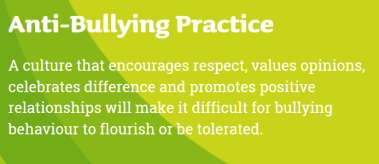 Anti-Bullying Practice
A culture that encourages respect, values opinions,
celebrates difference and promotes positive
relationships will make it difficult for bullying
behaviour to flourish or be tolerated.